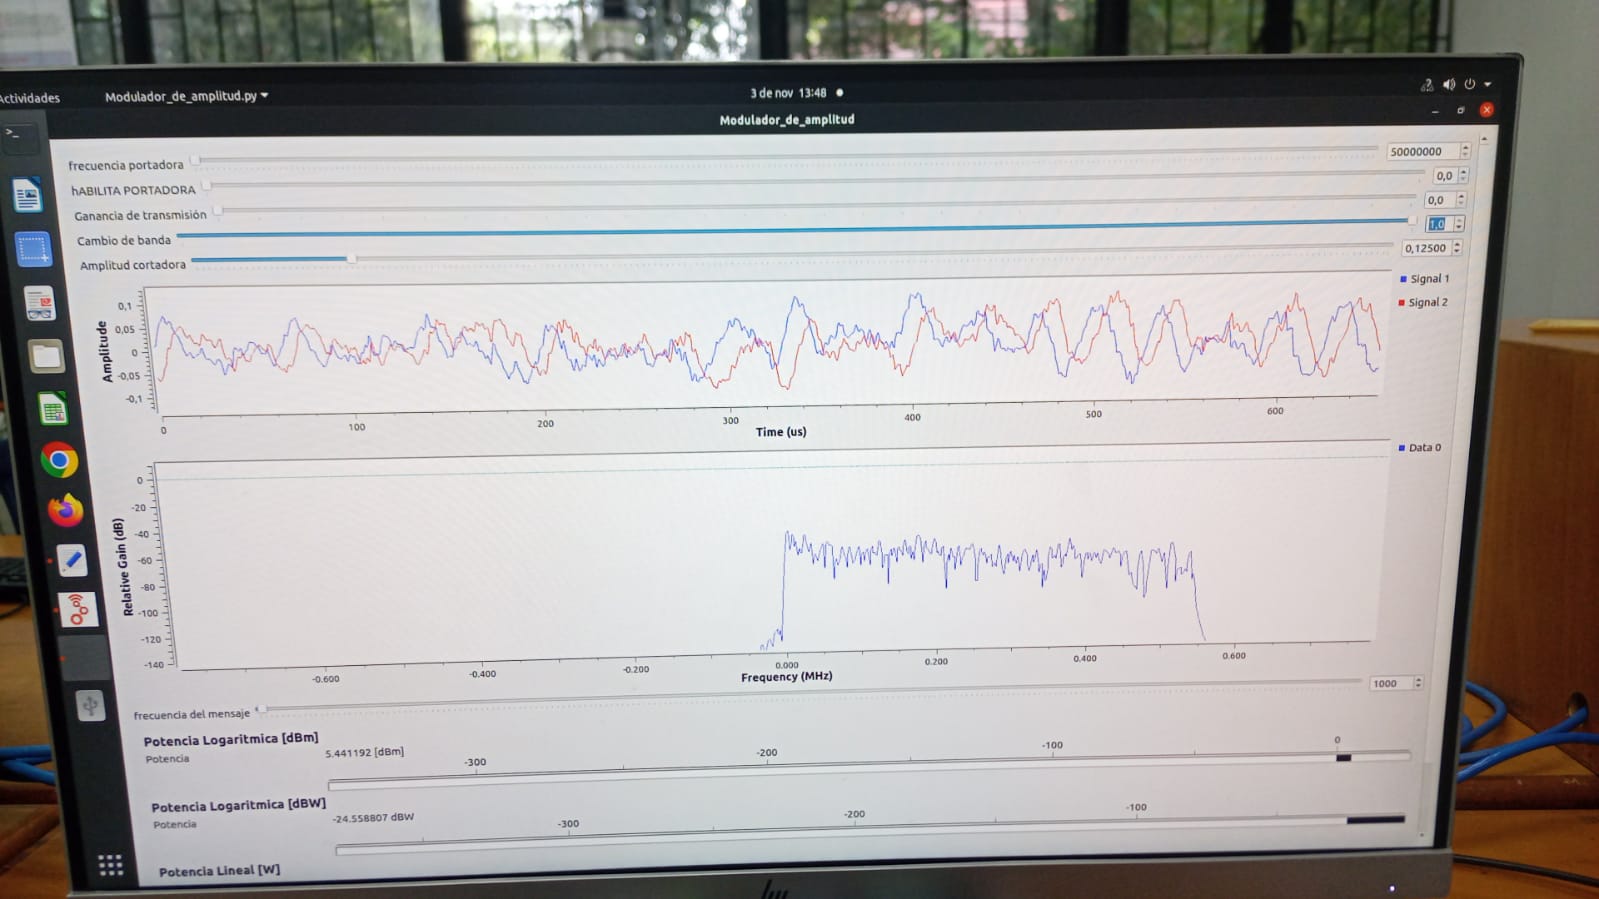 Actividades
Modulador_de_amplitud.py
3 de nov 13:48
Modulador_de_amplitud
frecuencia portadora
50000000
hABILITA PORTADORA
0,0
Ganancia de transmisión
0,0
Cambio de banda
1,0
Amplitud cortadora
0,12500
Signal 1
Signal 2
Amplitude
0,1
0,05
0
-0,05
-0,1
0 100 200 300 400 500 600
Time (us)
Data 0
Relative Gain (dB)
0
-20
-40
-60
-80
-100
-120
-140
-0.600 -0.400 -0.200 0.000 0.200 0.400 0.600
Frequency (MHz)
frecuencia del mensaje
1000
Potencia Logaritmica [dBm]
Potencia
5.441192 [dBm]
-300 -200 -100 0
Potencia Logaritmica [dBW]
Potencia
-24.558807 dBW
-300 -200 -100
Potencia Lineal [W]
hp